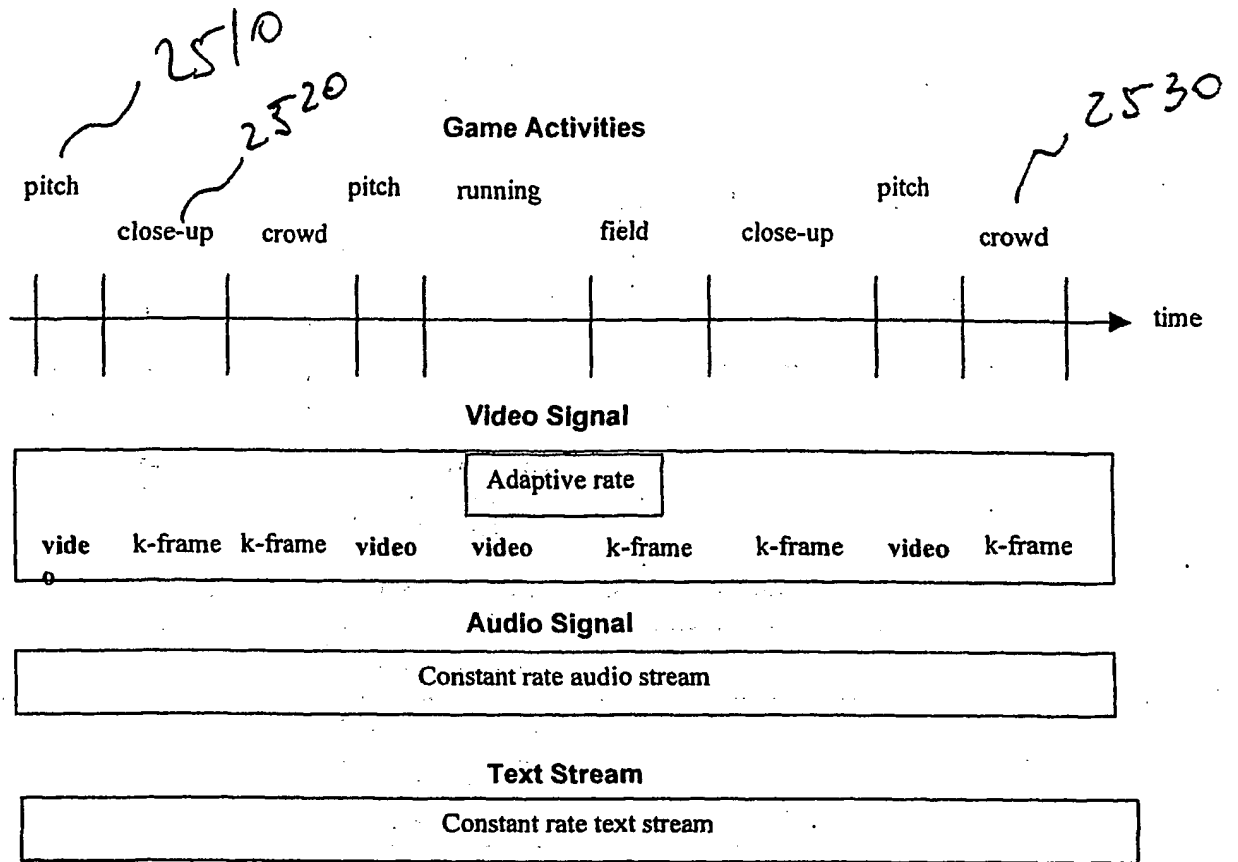 2510
2520
2530
Game Activities
pitch pitch running pitch
close-up crowd field close-up crowd
time
Video Signal
Adaptive rate
vide k-frame k-frame video video k-frame k-frame video k-frame
o
Audio Signal
Constant rate audio stream
Text Stream
Constant rate text stream